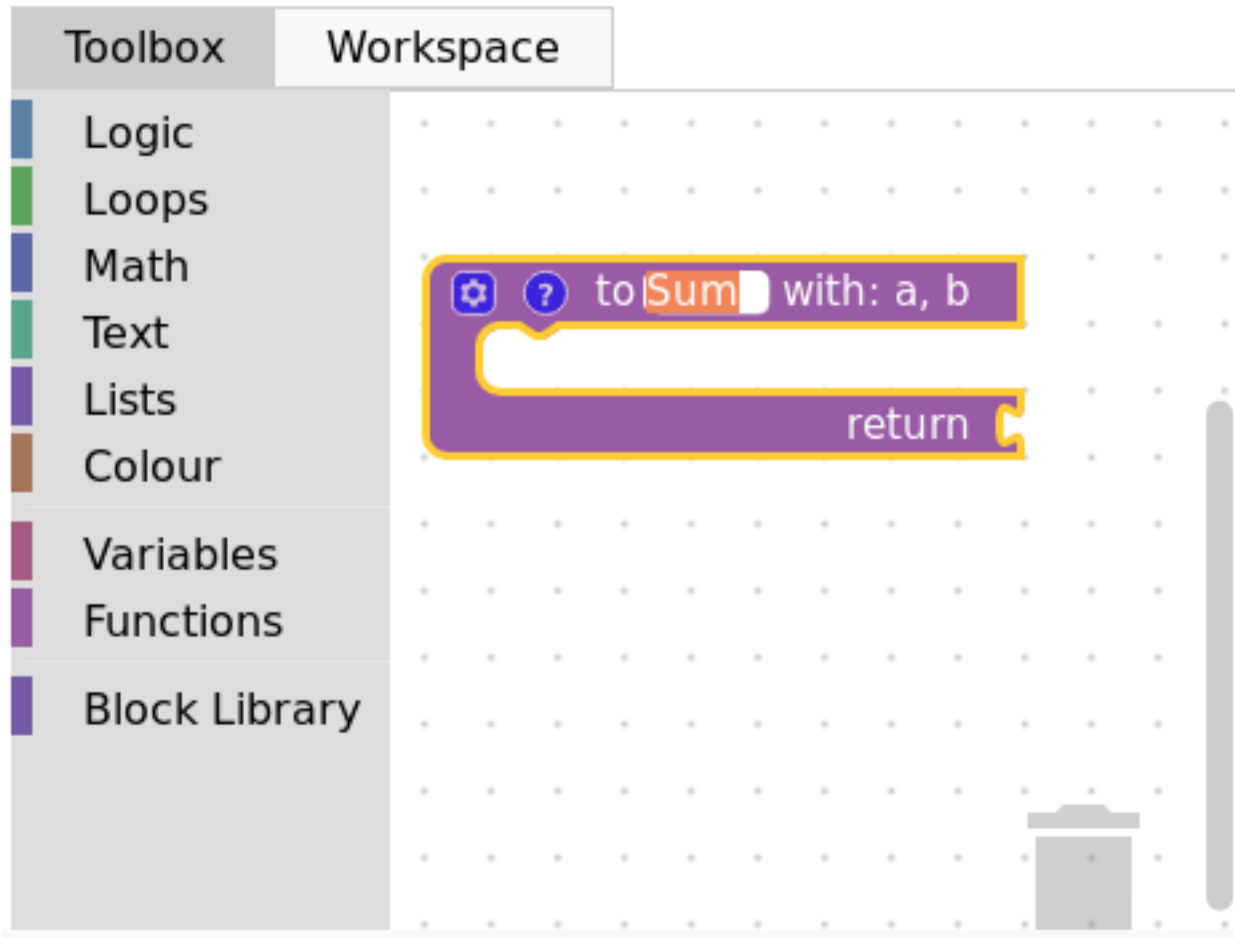 Toolbox Workspace
Logic
Loops
Math
Text
Lists
Colour
Variables
Functions
Block Library
? to Sum with: a, b
return